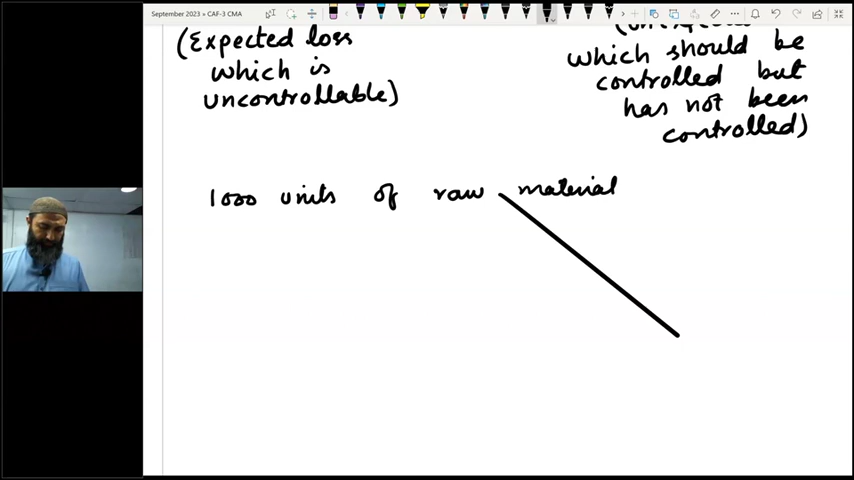 September 2023 » CAF-3 CMA
(Expected loss
which is
uncontrollable)
which should be
controlled but
has not been
controlled)
1000 units of raw material